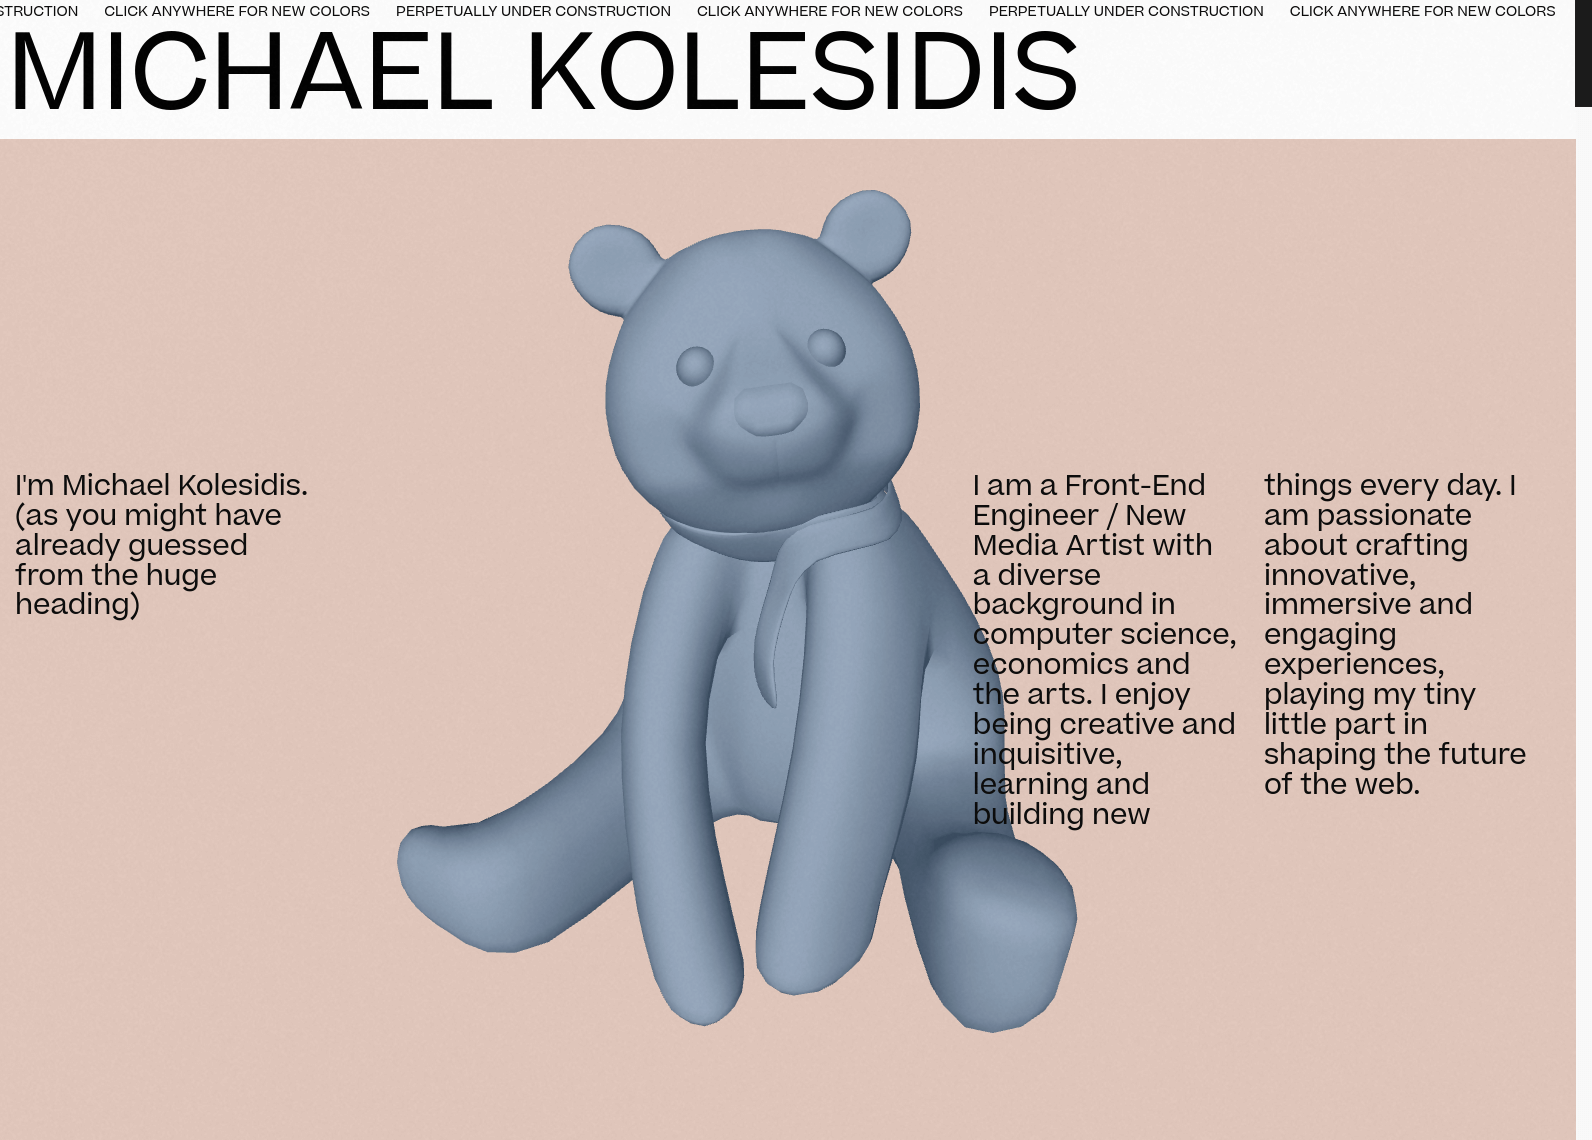 STRUCTION CLICK ANYWHERE FOR NEW COLORS PERPETUALLY UNDER CONSTRUCTION CLICK ANYWHERE FOR NEW COLORS PERPETUALLY UNDER CONSTRUCTION CLICK ANYWHERE FOR NEW COLORS
MICHAEL KOLESIDIS
I'm Michael Kolesidis.
(as you might have
already guessed
from the huge
heading)
I am a Front-End
Engineer / New
Media Artist with
a diverse
background in
computer science,
economics and
the arts. I enjoy
being creative and
inquisitive,
learning and
building new
things every day. I
am passionate
about crafting
innovative,
immersive and
engaging
experiences,
playing my tiny
little part in
shaping the future
of the web.